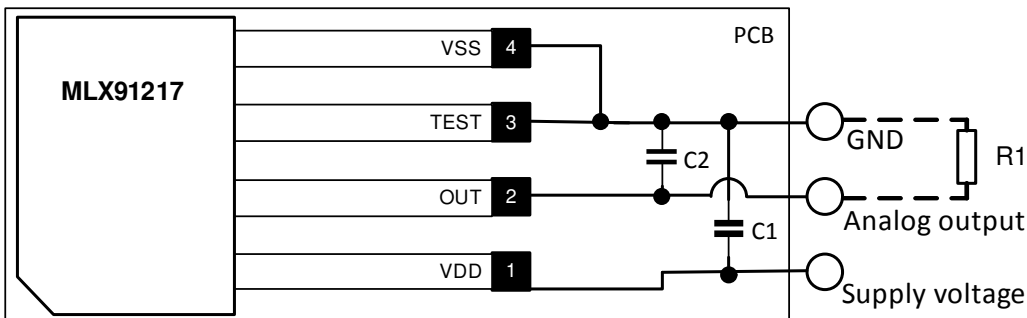 PCB
VSS 4
MLX91217
TEST 3
GND
C2
R1
OUT 2
Analog output
C1
VDD 1
Supply voltage